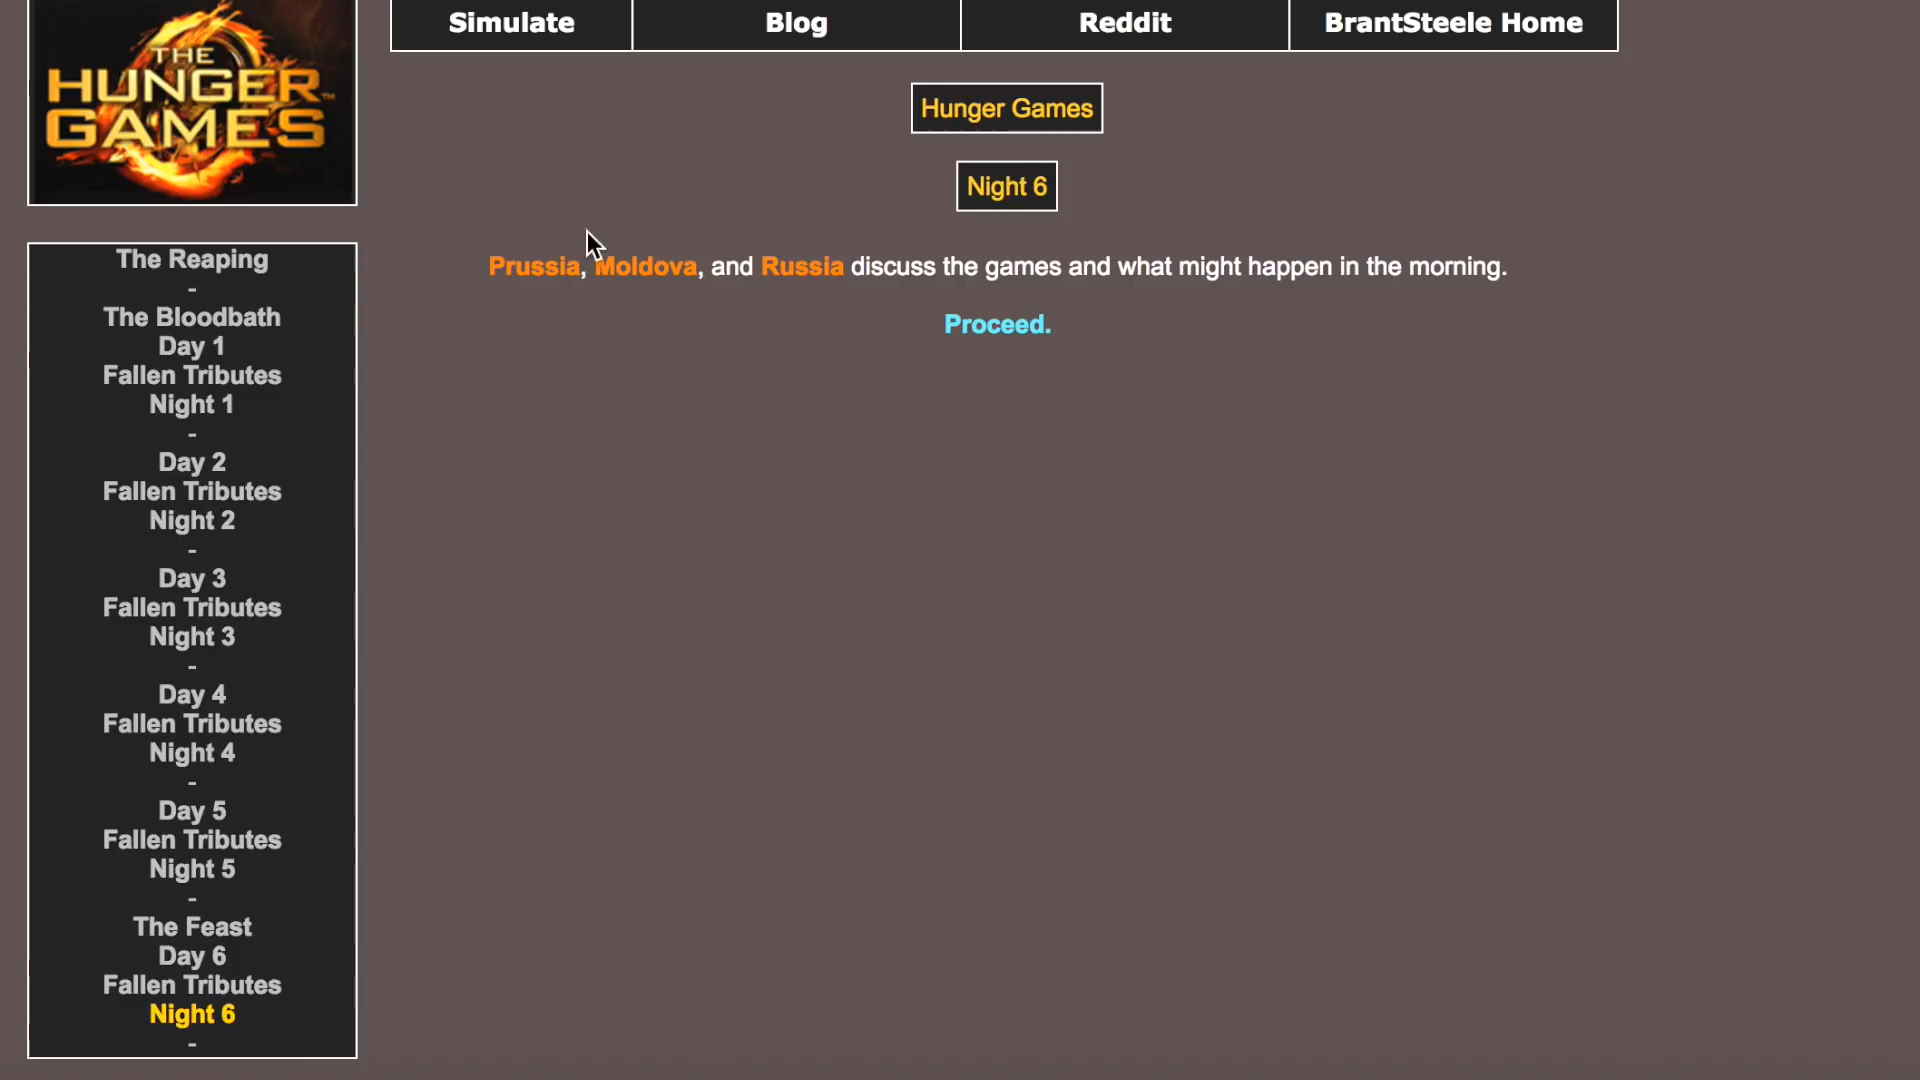 THE
HUNGER
GAMES™
Simulate
Blog
Reddit
BrantSteele Home
Hunger Games
Night 6
Prussia, Moldova, and Russia discuss the games and what might happen in the morning.
Proceed.
The Reaping
-
The Bloodbath
Day 1
Fallen Tributes
Night 1
-
Day 2
Fallen Tributes
Night 2
-
Day 3
Fallen Tributes
Night 3
-
Day 4
Fallen Tributes
Night 4
-
Day 5
Fallen Tributes
Night 5
-
The Feast
Day 6
Fallen Tributes
Night 6
-